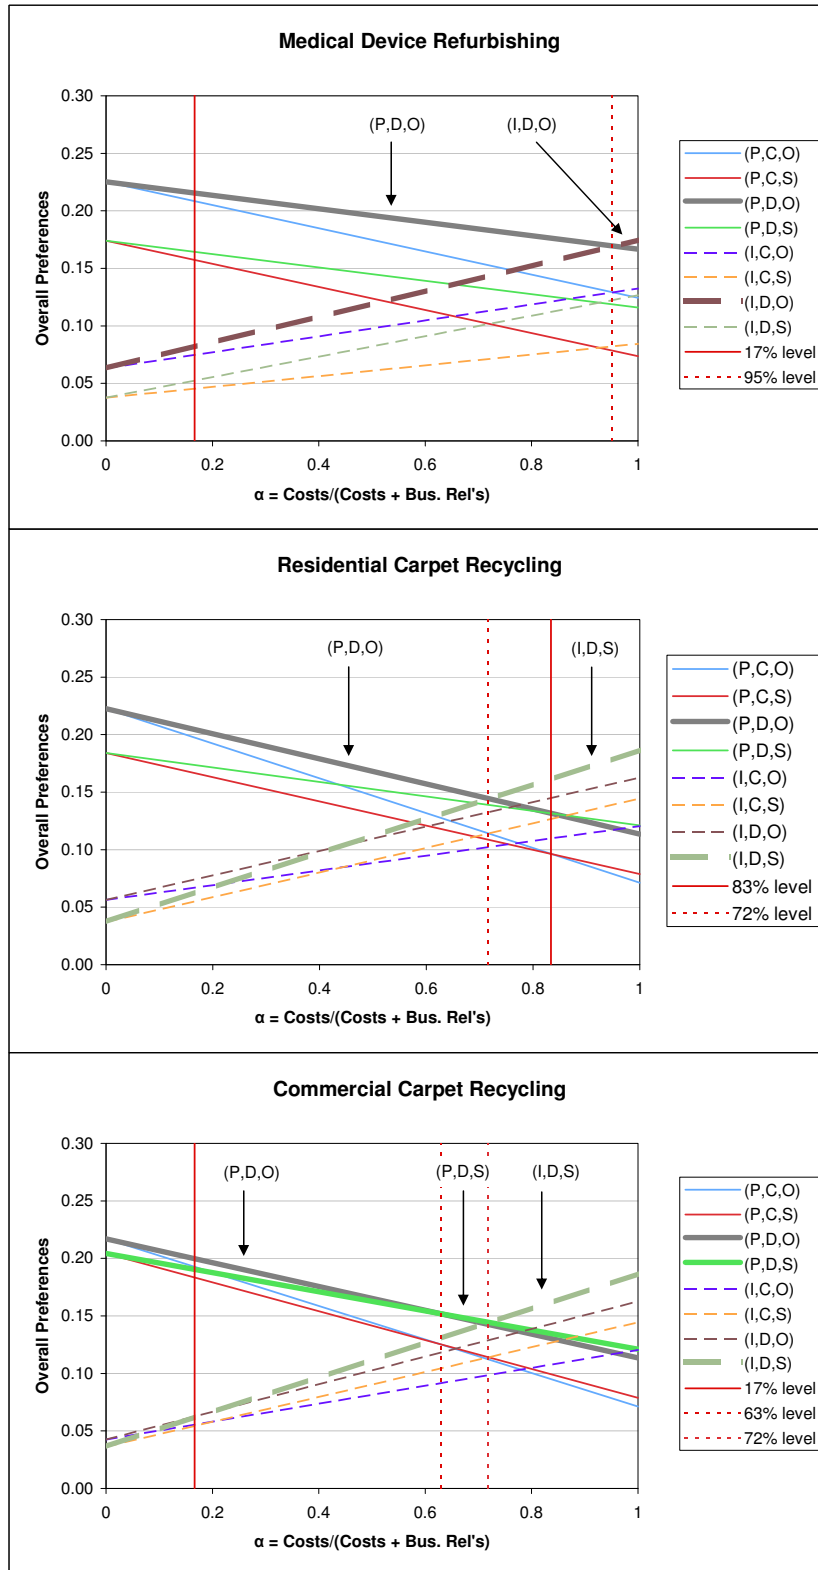 Medical Device Refurbishing
0.30
0.25
0.20
0.15
0.10
0.05
0.00
Overall Preferences
0 0.2 0.4 0.6 0.8 1
α = Costs/(Costs + Bus. Rel's)
(P,D,O) (I,D,O)
(P,C,O)
(P,C,S)
(P,D,O)
(P,D,S)
(I,C,O)
(I,C,S)
(I,D,O)
(I,D,S)
17% level
95% level
Residential Carpet Recycling
0.30
0.25
0.20
0.15
0.10
0.05
0.00
Overall Preferences
0 0.2 0.4 0.6 0.8 1
α = Costs/(Costs + Bus. Rel's)
(P,D,O) (I,D,S)
(P,C,O)
(P,C,S)
(P,D,O)
(P,D,S)
(I,C,O)
(I,C,S)
(I,D,O)
(I,D,S)
83% level
72% level
Commercial Carpet Recycling
0.30
0.25
0.20
0.15
0.10
0.05
0.00
Overall Preferences
0 0.2 0.4 0.6 0.8 1
α = Costs/(Costs + Bus. Rel's)
(P,D,O) (P,D,S) (I,D,S)
(P,C,O)
(P,C,S)
(P,D,O)
(P,D,S)
(I,C,O)
(I,C,S)
(I,D,O)
(I,D,S)
17% level
63% level
72% level